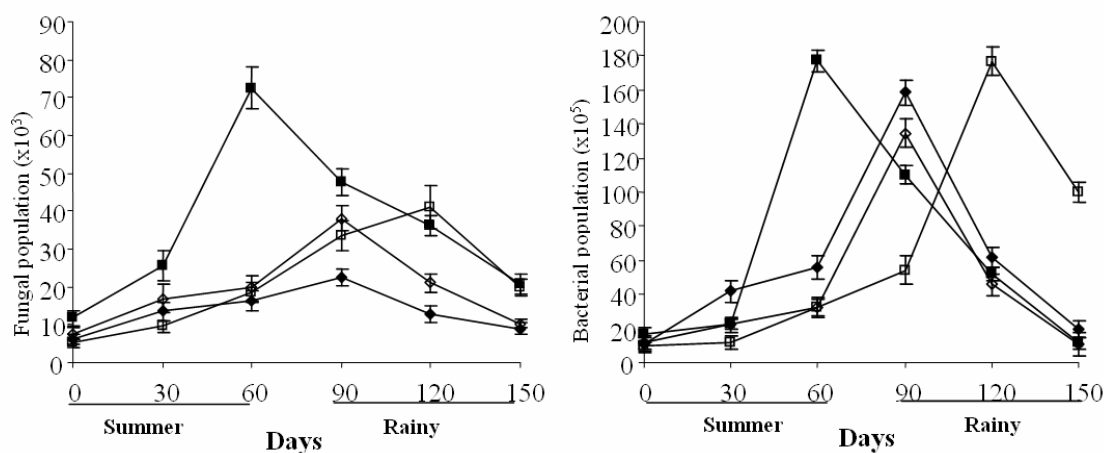 Fungal population (x10³)
90
80
70
60
50
40
30
20
10
0
0 30 60 90 120 150
Summer Rainy
Days
Bacterial population (x10⁵)
200
180
160
140
120
100
80
60
40
20
0
0 30 60 90 120 150
Summer Rainy
Days